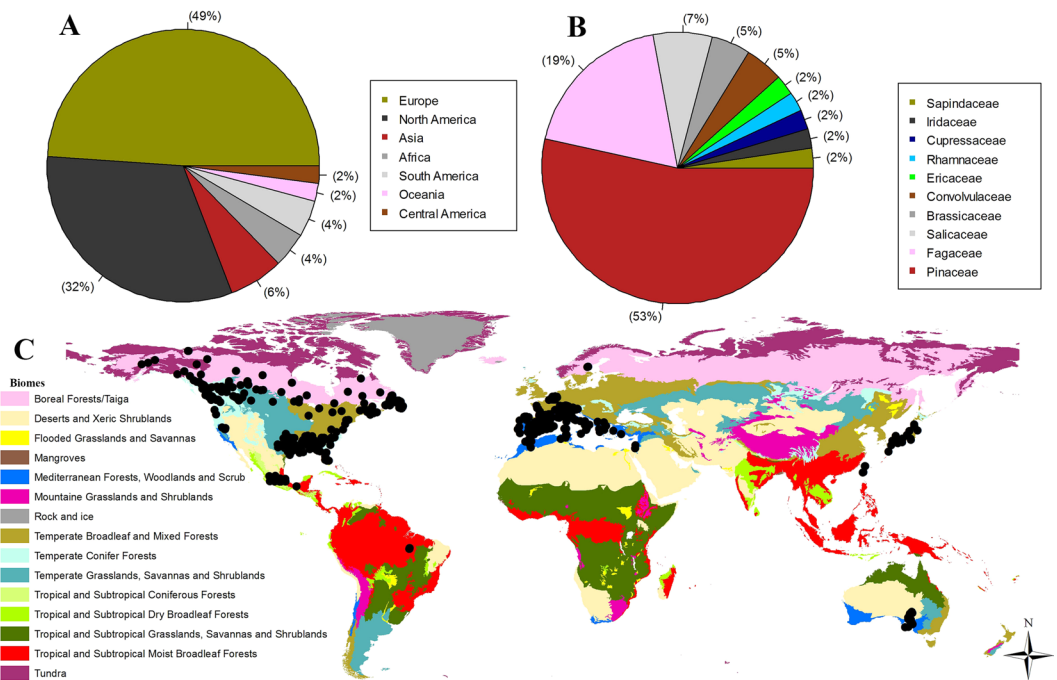 A
(49%)
(32%)
(6%)
(4%)
(4%)
(2%)
(2%)
Europe
North America
Asia
Africa
South America
Oceania
Central America
B
(7%)
(5%)
(5%)
(2%)
(2%)
(2%)
(2%)
(2%)
(19%)
(53%)
Sapindaceae
Iridaceae
Cupressaceae
Rhamnaceae
Ericaceae
Convolvulaceae
Brassicaceae
Salicaceae
Fagaceae
Pinaceae
C
Biomes
Boreal Forests/Taiga
Deserts and Xeric Shrublands
Flooded Grasslands and Savannas
Mangroves
Mediterranean Forests, Woodlands and Scrub
Mountaine Grasslands and Shrublands
Rock and ice
Temperate Broadleaf and Mixed Forests
Temperate Conifer Forests
Temperate Grasslands, Savannas and Shrublands
Tropical and Subtropical Coniferous Forests
Tropical and Subtropical Dry Broadleaf Forests
Tropical and Subtropical Grasslands, Savannas and Shrublands
Tropical and Subtropical Moist Broadleaf Forests
Tundra
N